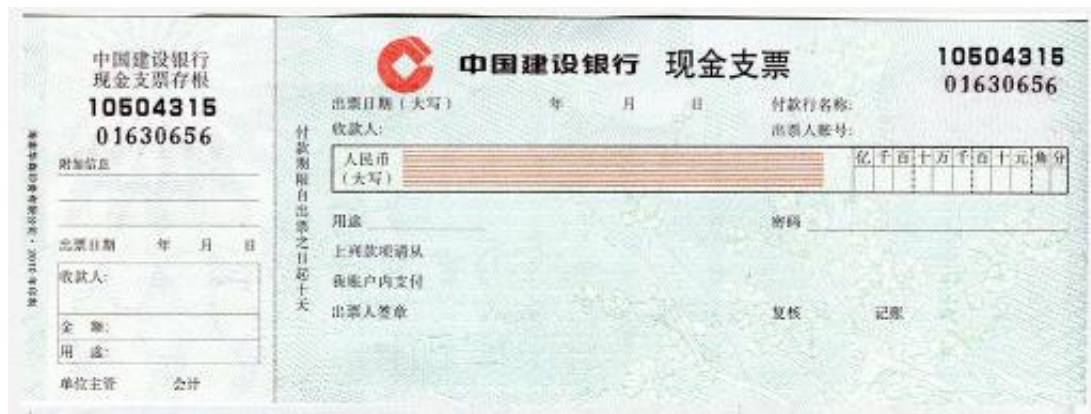 中国建设银行
现金支票存根
10504315
01630656
附加信息
出票日期 年 月 日
收款人:
金 额:
用 途:
单位主管 会计
付款期限自出票之日起十天
中国建设银行 现金支票
10504315
01630656
出票日期(大写) 年 月 日 付款行名称:
收款人: 出票人账号:
人民币
(大写)
亿千百十万千百十元角分
用途 密码
上列款项请从
我账户内支付
出票人签章 复核 记账